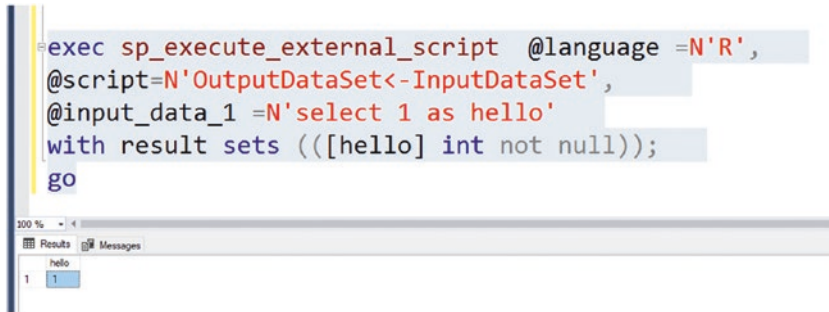 exec sp_execute_external_script  @language =N'R',
@script=N'OutputDataSet<-InputDataSet',
@input_data_1 =N'select 1 as hello'
with result sets (([hello] int not null));
go
100 %
Results Messages
hello
1 1